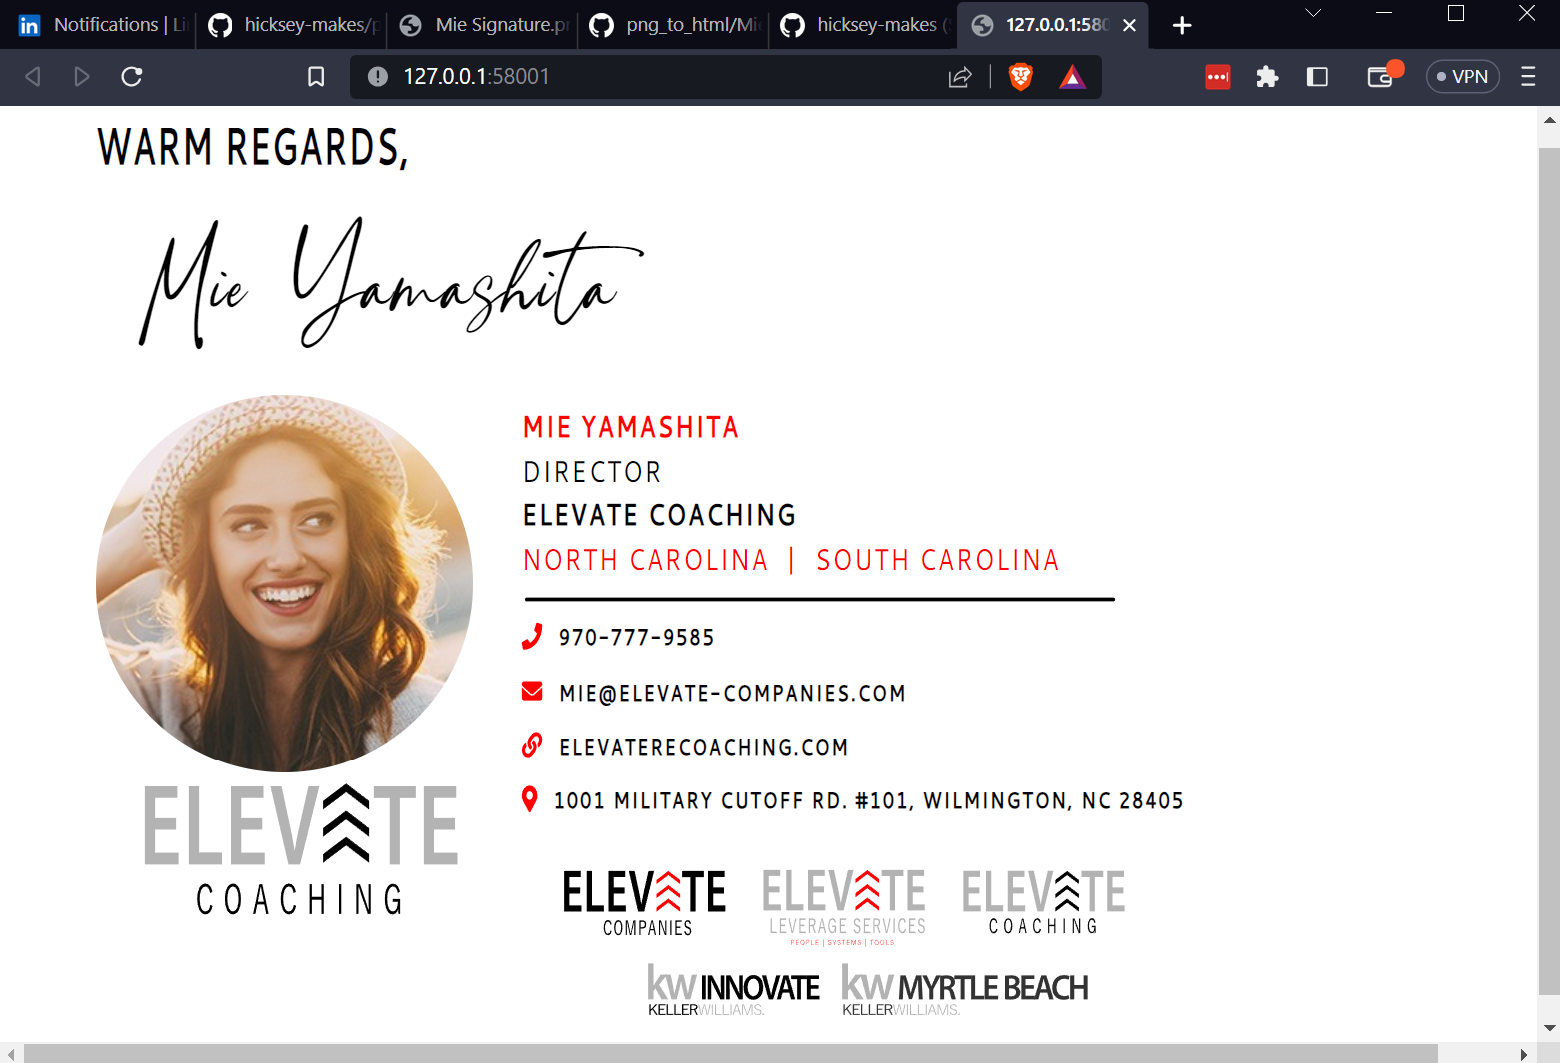 Notifications | Li
hicksey-makes/p
Mie Signature.pn
png_to_html/Mi
hicksey-makes (
127.0.0.1:580
127.0.0.1:58001
VPN
WARM REGARDS,
Mie Yamashita
MIE YAMASHITA
DIRECTOR
ELEVATE COACHING
NORTH CAROLINA | SOUTH CAROLINA
970-777-9585
MIE@ELEVATE-COMPANIES.COM
ELEVATERECOACHING.COM
1001 MILITARY CUTOFF RD. #101, WILMINGTON, NC 28405
ELEVATE
COACHING
ELEVATE
COMPANIES
ELEVATE
LEVERAGE SERVICES
PEOPLE | SYSTEMS | TOOLS
ELEVATE
COACHING
kw INNOVATE
KELLERWILLIAMS.
kw MYRTLE BEACH
KELLERWILLIAMS.